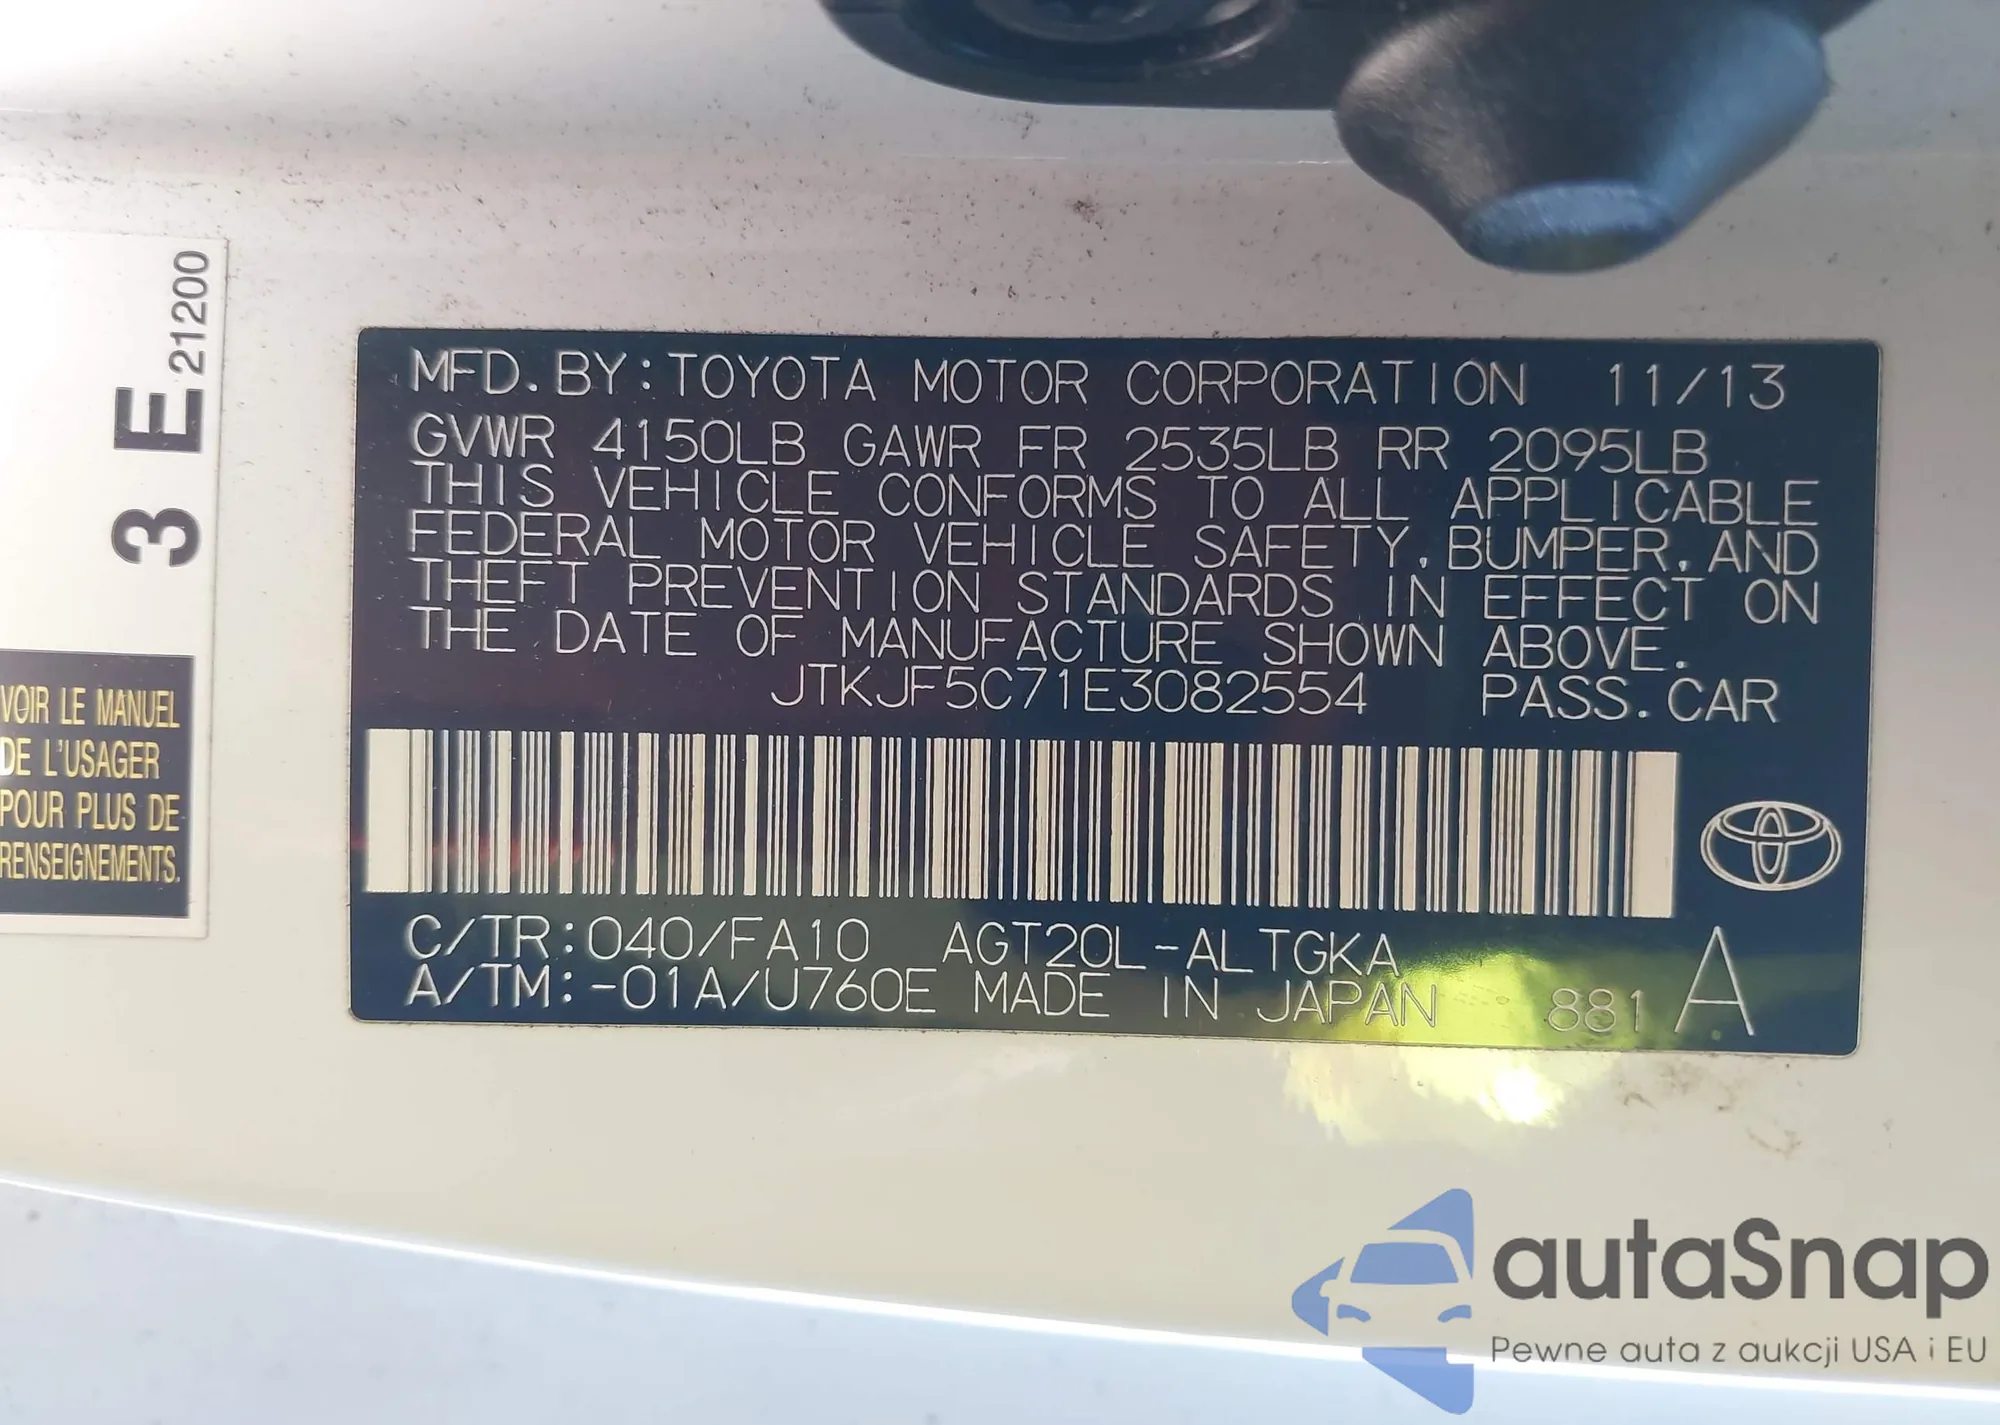 3 E 21200
VOIR LE MANUEL
DE L'USAGER
POUR PLUS DE
RENSEIGNEMENTS.
MFD. BY: TOYOTA MOTOR CORPORATION 11/13
GVWR 4150LB GAWR FR 2535LB RR 2095LB
THIS VEHICLE CONFORMS TO ALL APPLICABLE
FEDERAL MOTOR VEHICLE SAFETY, BUMPER, AND
THEFT PREVENTION STANDARDS IN EFFECT ON
THE DATE OF MANUFACTURE SHOWN ABOVE.
JTKJF5C71E3082554 PASS. CAR
C/TR: 040/FA10 AGT20L-ALTGKA
A/TM: -01A/U760E MADE IN JAPAN 881 A
autaSnap
Pewne auta z aukcji USA i EU